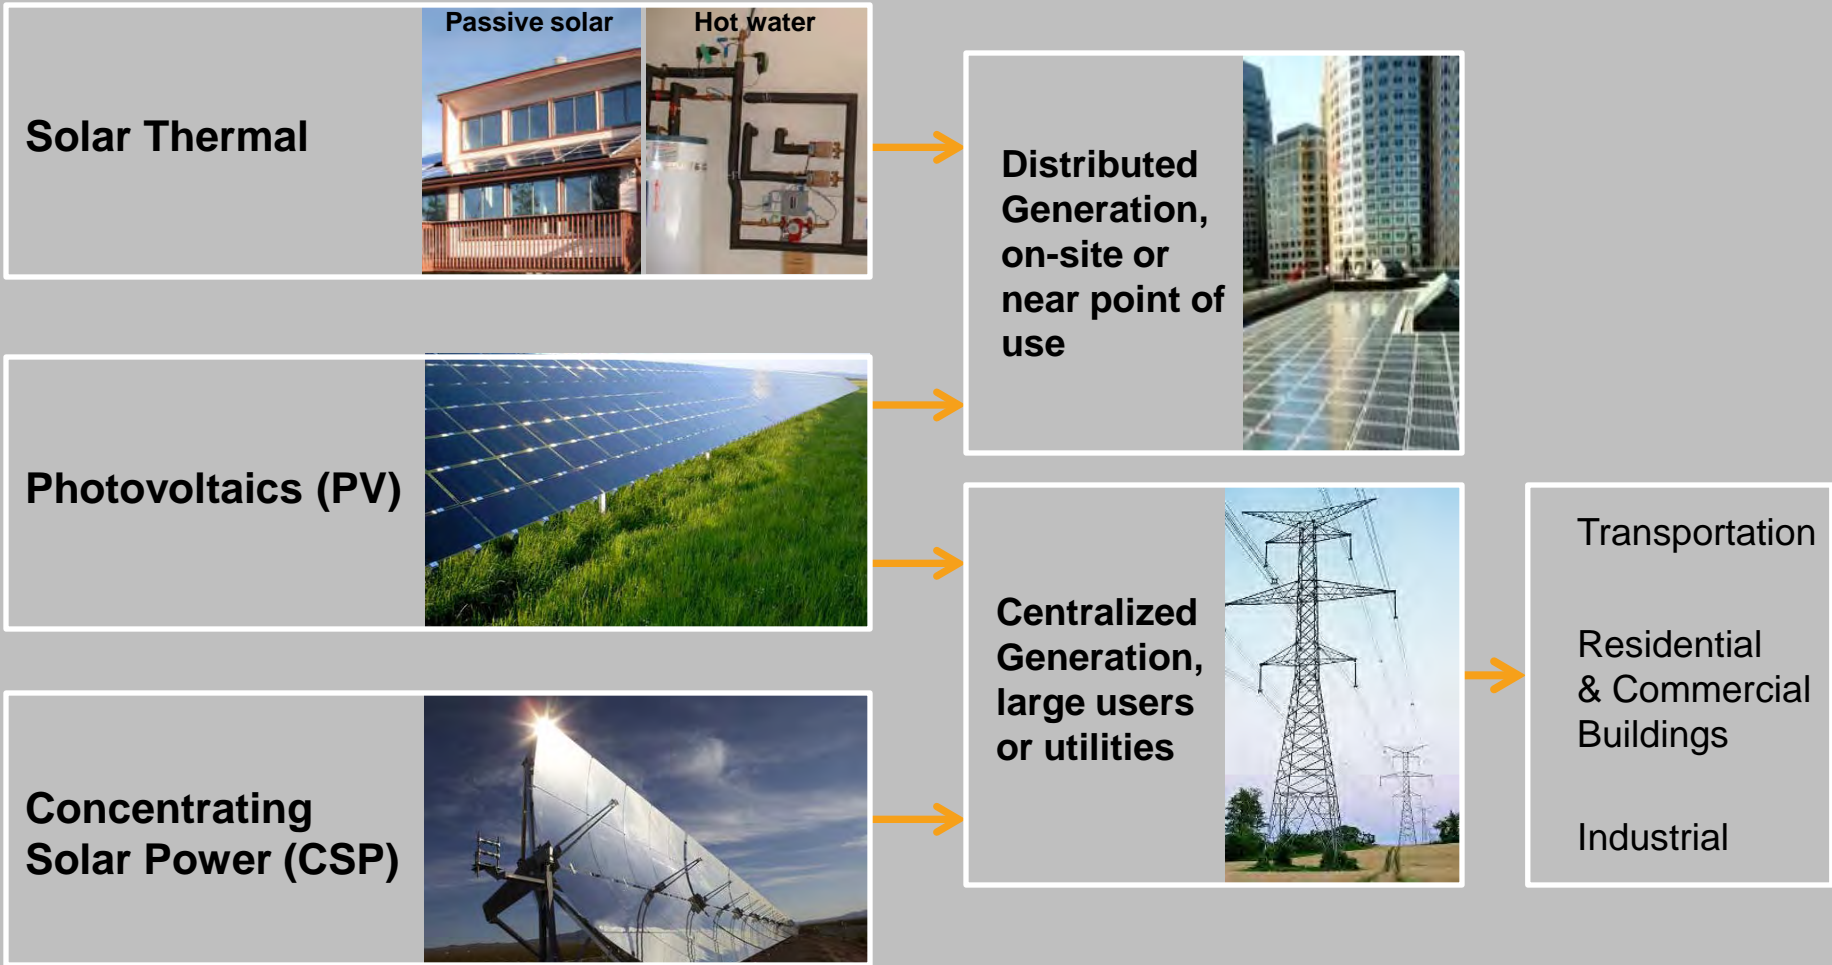 Passive solar
Hot water
Solar Thermal
Distributed
Generation,
on-site or
near point of
use
Photovoltaics (PV)
Centralized
Generation,
large users
or utilities
Transportation
Residential
& Commercial
Buildings
Industrial
Concentrating
Solar Power (CSP)